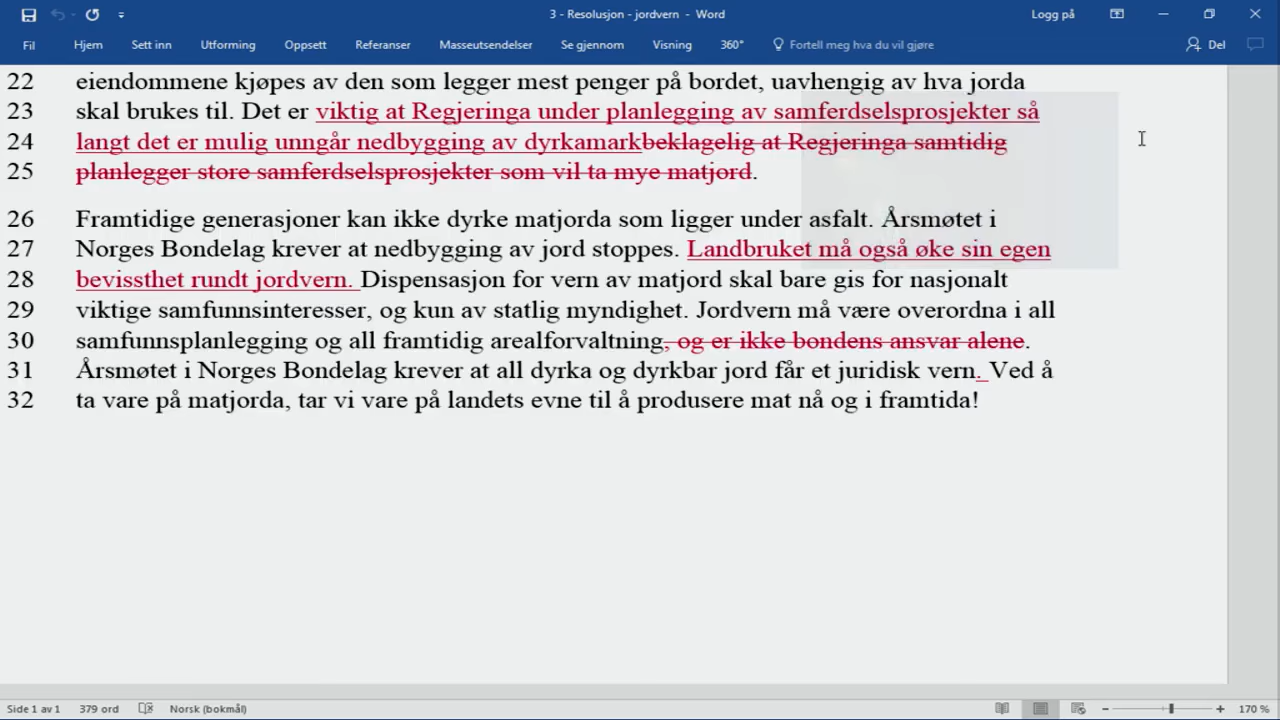 3 - Resolusjon - jordvern - Word
Logg på
Fil Hjem Sett inn Utforming Oppsett Referanser Masseutsendelser Se gjennom Visning 360° Fortell meg hva du vil gjøre Del
22 eiendommene kjøpes av den som legger mest penger på bordet, uavhengig av hva jorda
23 skal brukes til. Det er viktig at Regjeringa under planlegging av samferdselsprosjekter så
24 langt det er mulig unngår nedbygging av dyrkamarkbeklagelig at Regjeringa samtidig
25 planlegger store samferdselsprosjekter som vil ta mye matjord.
26 Framtidige generasjoner kan ikke dyrke matjorda som ligger under asfalt. Årsmøtet i
27 Norges Bondelag krever at nedbygging av jord stoppes. Landbruket må også øke sin egen
28 bevissthet rundt jordvern. Dispensasjon for vern av matjord skal bare gis for nasjonalt
29 viktige samfunnsinteresser, og kun av statlig myndighet. Jordvern må være overordna i all
30 samfunnsplanlegging og all framtidig arealforvaltning, og er ikke bondens ansvar alene.
31 Årsmøtet i Norges Bondelag krever at all dyrka og dyrkbar jord får et juridisk vern. Ved å
32 ta vare på matjorda, tar vi vare på landets evne til å produsere mat nå og i framtida!
Side 1 av 1 379 ord Norsk (bokmål) 170 %